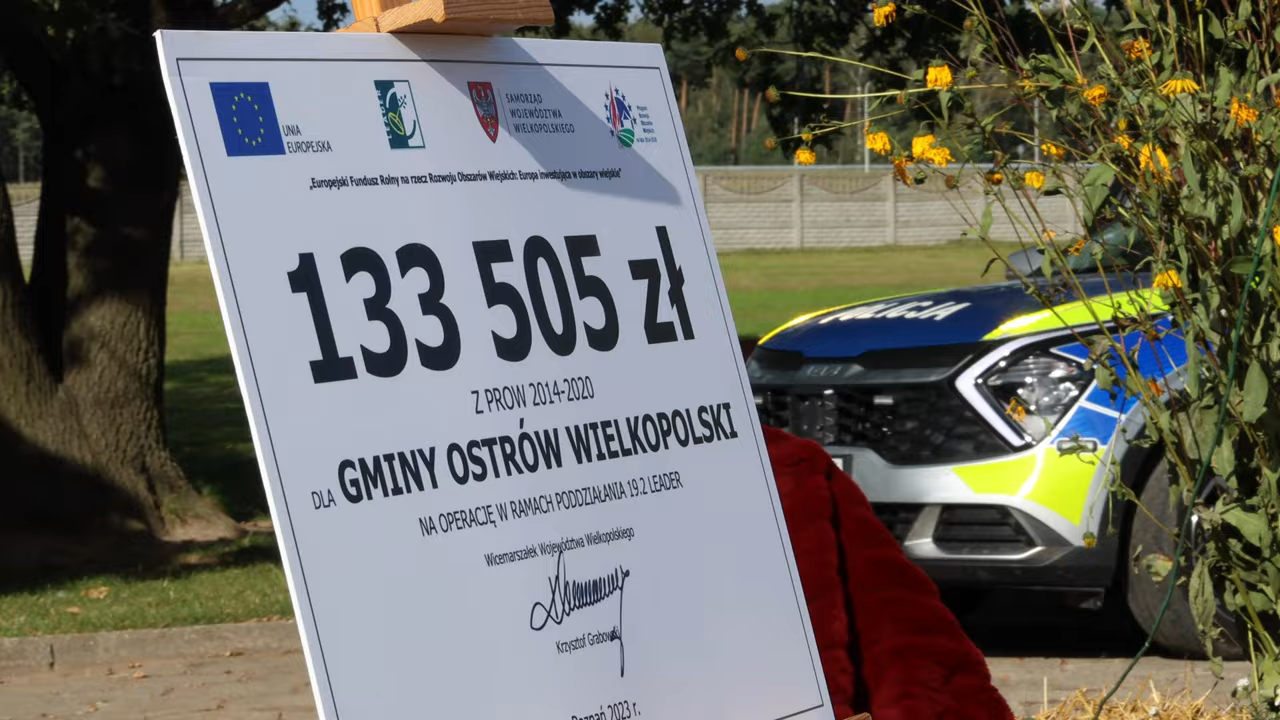 UNIA
EUROPEJSKA
SAMORZĄD
WOJEWÓDZTWA
WIELKOPOLSKIEGO
„Europejski Fundusz Rolny na rzecz Rozwoju Obszarów Wiejskich: Europa inwestująca w obszary wiejskie"
133 505 zł
Z PROW 2014-2020
DLA GMINY OSTRÓW WIELKOPOLSKI
NA OPERACJĘ W RAMACH PODDZIAŁANIA 19.2 LEADER
Wicemarszałek Województwa Wielkopolskiego
Krzysztof Grabowski
Poznań 2023 r.
POLICJA